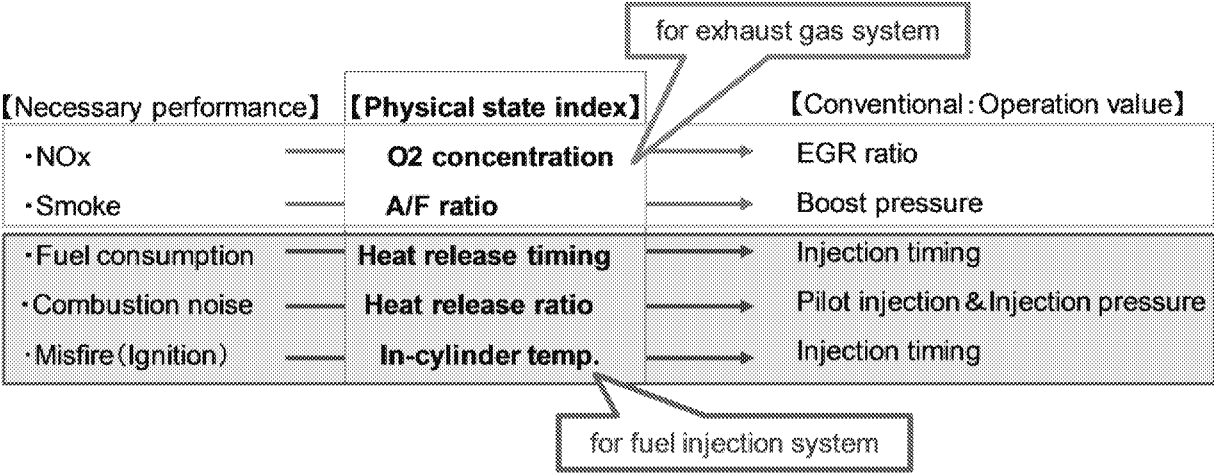 for exhaust gas system
【Necessary performance】 【Physical state index】 【Conventional:Operation value】
・NOx O2 concentration EGR ratio
・Smoke A/F ratio Boost pressure
・Fuel consumption Heat release timing Injection timing
・Combustion noise Heat release ratio Pilot injection&Injection pressure
・Misfire(Ignition) In-cylinder temp. Injection timing
for fuel injection system